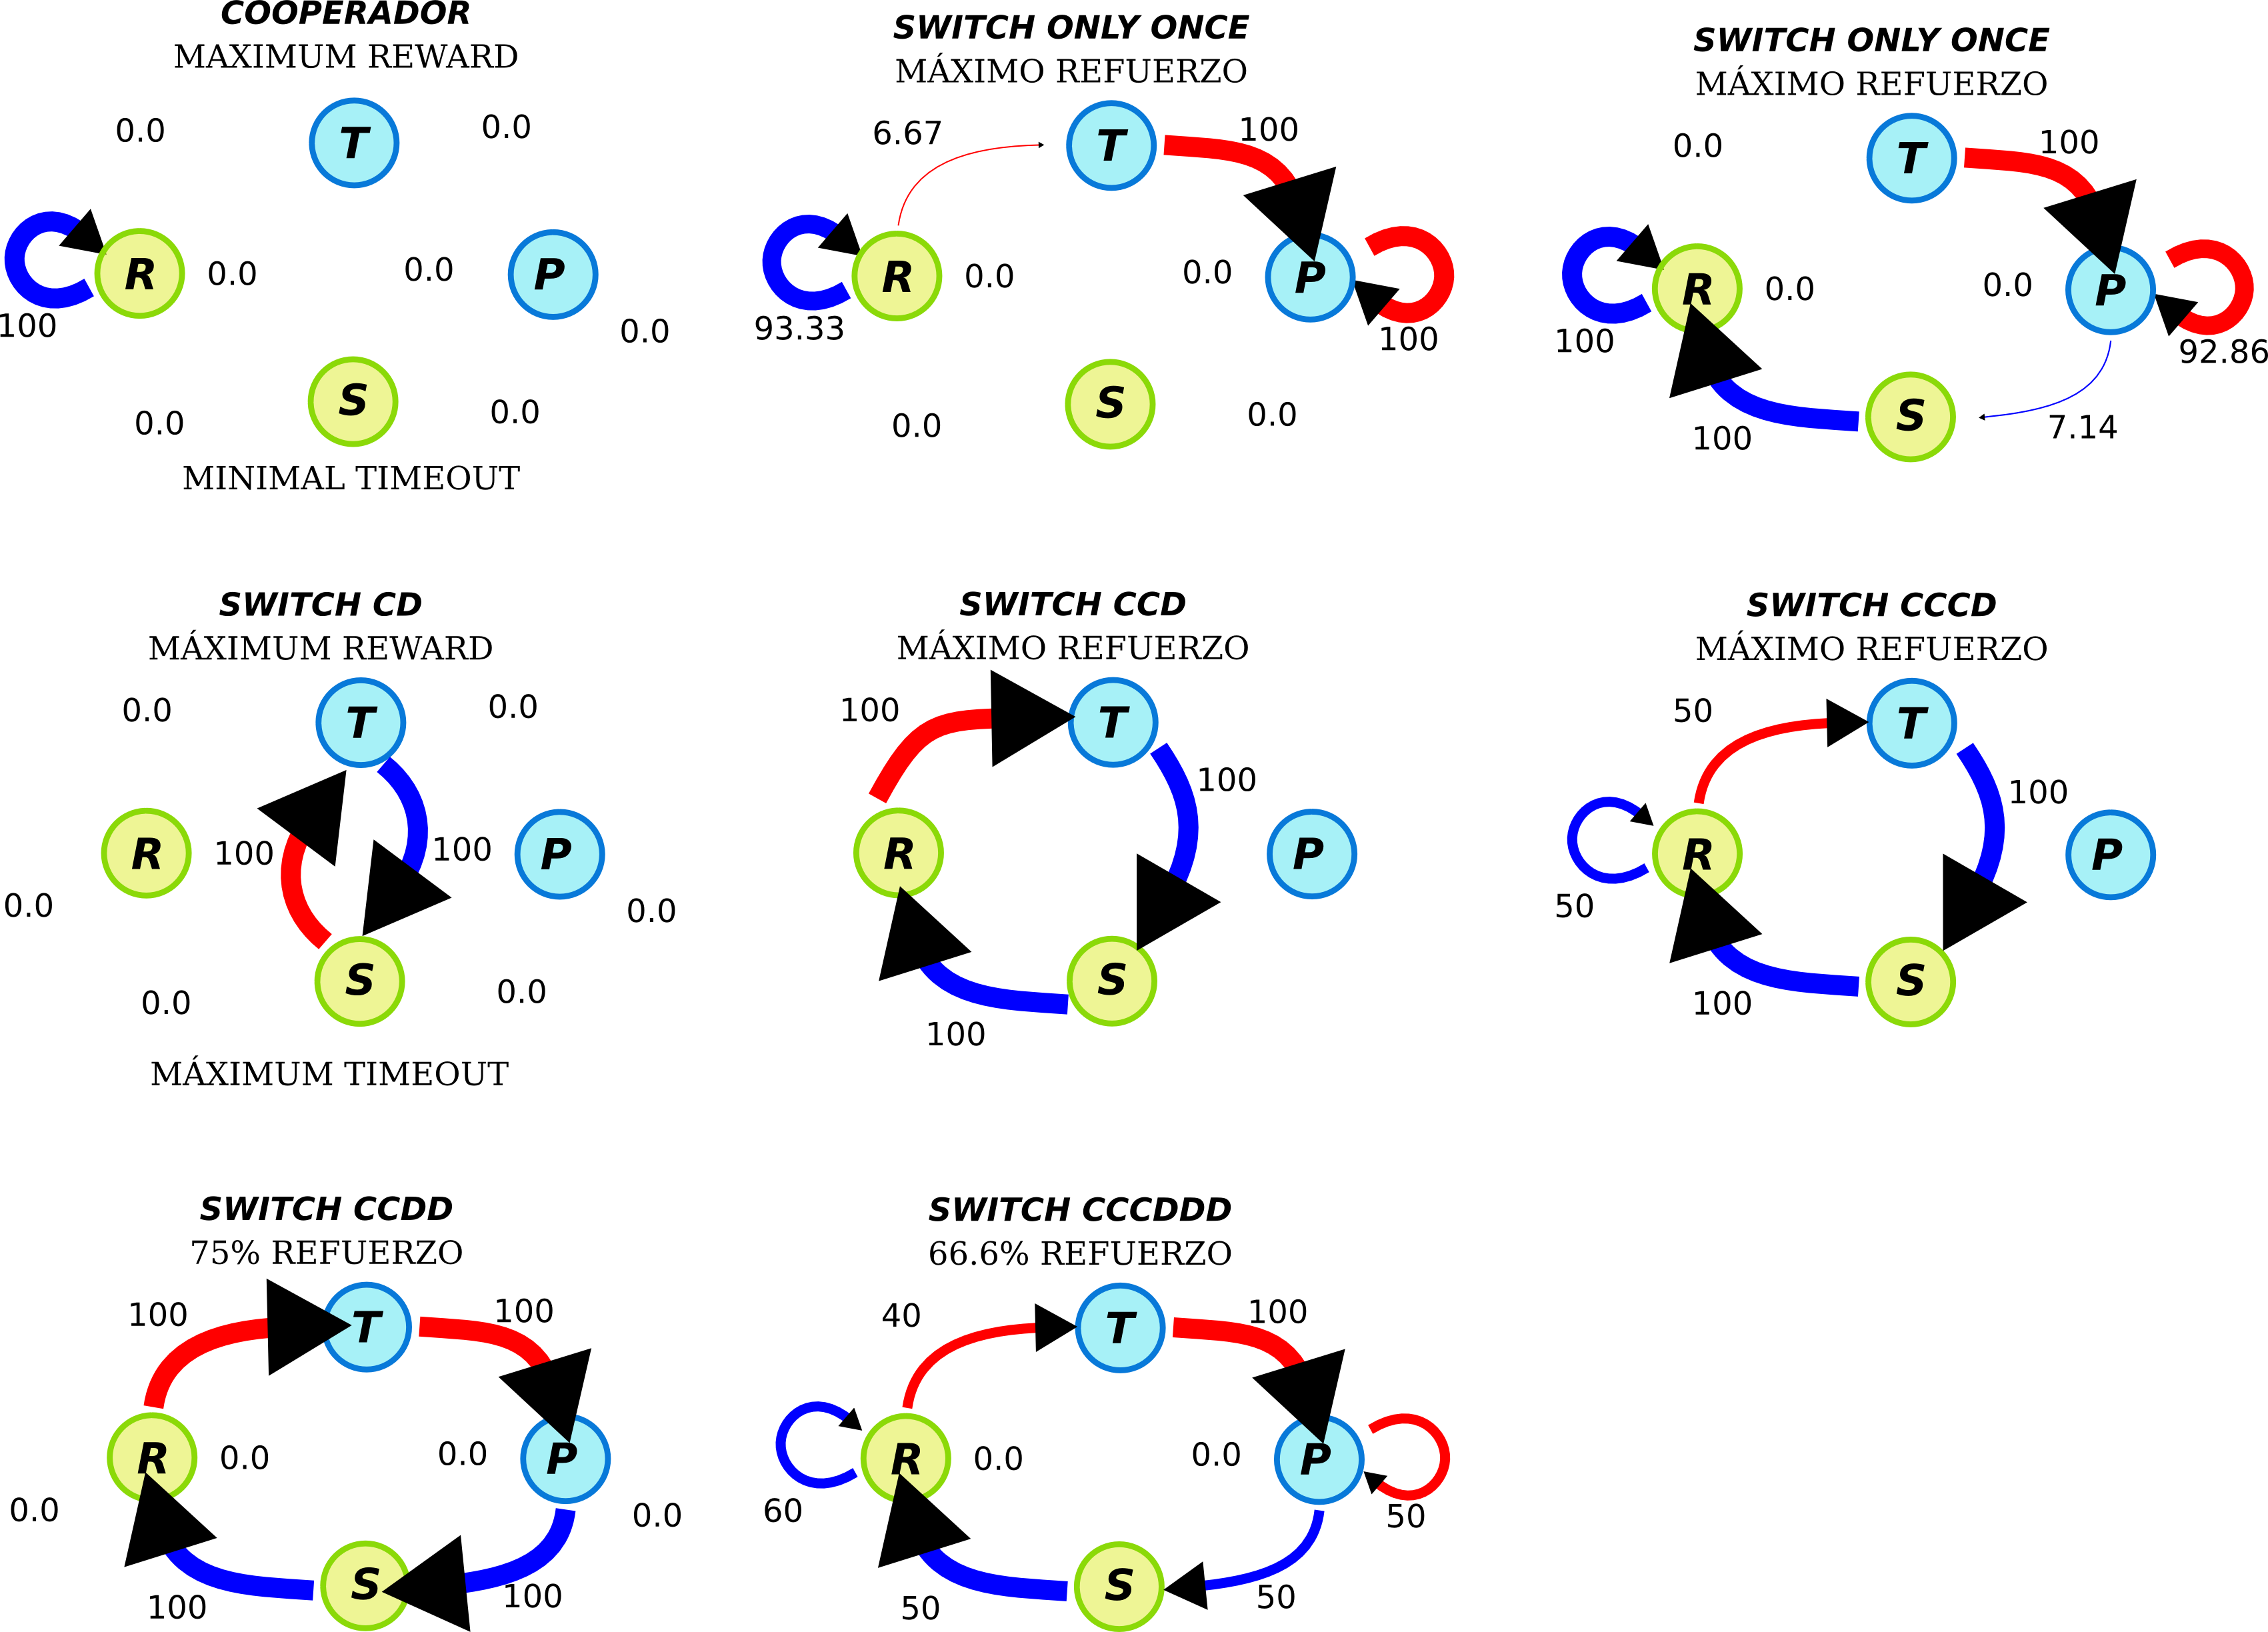 COOPERADOR
MAXIMUM REWARD
0.0
T
0.0
R
0.0
0.0
P
100
0.0
S
0.0
0.0
MINIMAL TIMEOUT
SWITCH ONLY ONCE
MÁXIMO REFUERZO
6.67
T
100
R
0.0
0.0
P
93.33
100
S
0.0
0.0
SWITCH ONLY ONCE
MÁXIMO REFUERZO
0.0
T
100
R
0.0
0.0
P
100
92.86
S
100
7.14
SWITCH CD
MÁXIMUM REWARD
0.0
T
0.0
R
100
100
P
0.0
0.0
S
0.0
0.0
MÁXIMUM TIMEOUT
SWITCH CCD
MÁXIMO REFUERZO
100
T
100
R
P
S
100
SWITCH CCCD
MÁXIMO REFUERZO
50
T
100
R
P
50
S
100
SWITCH CCDD
75% REFUERZO
100
T
100
R
0.0
0.0
P
0.0
0.0
S
100
100
SWITCH CCCDDD
66.6% REFUERZO
40
T
100
R
0.0
0.0
P
60
50
S
50
50